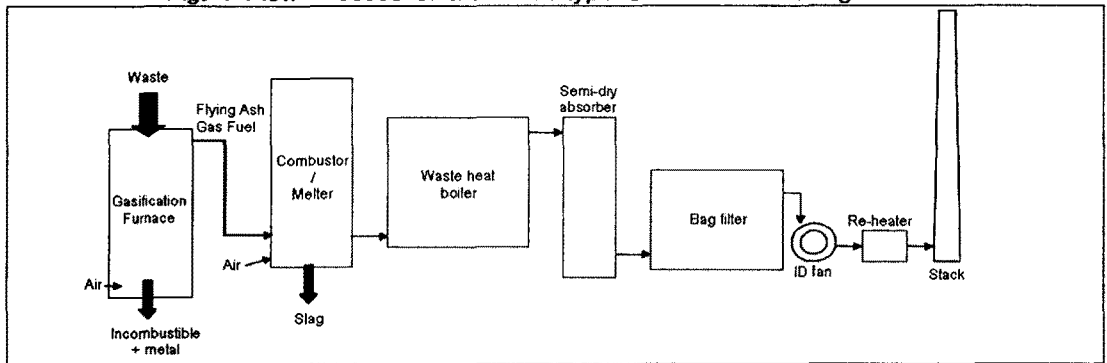 Waste
Flying Ash
Gas Fuel
Gasification
Furnace
Air
Incombustible
+ metal
Combustor
/
Melter
Air
Slag
Waste heat
boiler
Semi-dry
absorber
Bag filter
ID fan
Re-heater
Stack